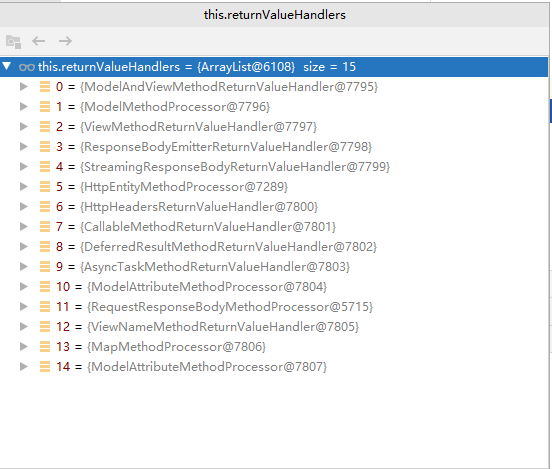 this.returnValueHandlers
this.returnValueHandlers = {ArrayList@6108} size = 15
0 = {ModelAndViewMethodReturnValueHandler@7795}
1 = {ModelMethodProcessor@7796}
2 = {ViewMethodReturnValueHandler@7797}
3 = {ResponseBodyEmitterReturnValueHandler@7798}
4 = {StreamingResponseBodyReturnValueHandler@7799}
5 = {HttpEntityMethodProcessor@7289}
6 = {HttpHeadersReturnValueHandler@7800}
7 = {CallableMethodReturnValueHandler@7801}
8 = {DeferredResultMethodReturnValueHandler@7802}
9 = {AsyncTaskMethodReturnValueHandler@7803}
10 = {ModelAttributeMethodProcessor@7804}
11 = {RequestResponseBodyMethodProcessor@5715}
12 = {ViewNameMethodReturnValueHandler@7805}
13 = {MapMethodProcessor@7806}
14 = {ModelAttributeMethodProcessor@7807}